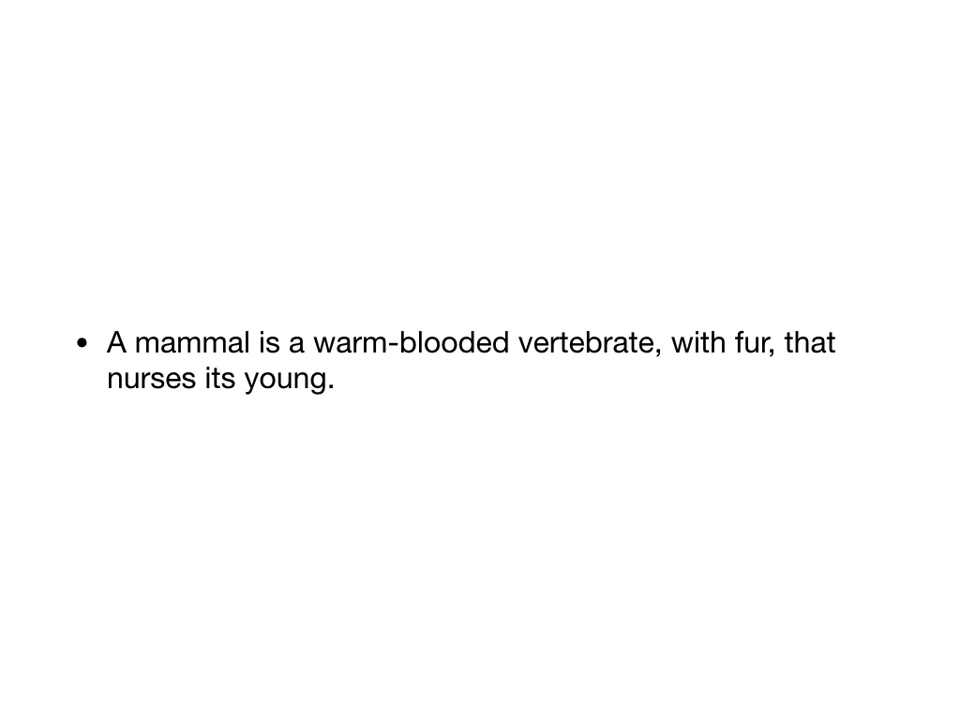 • A mammal is a warm-blooded vertebrate, with fur, that
nurses its young.